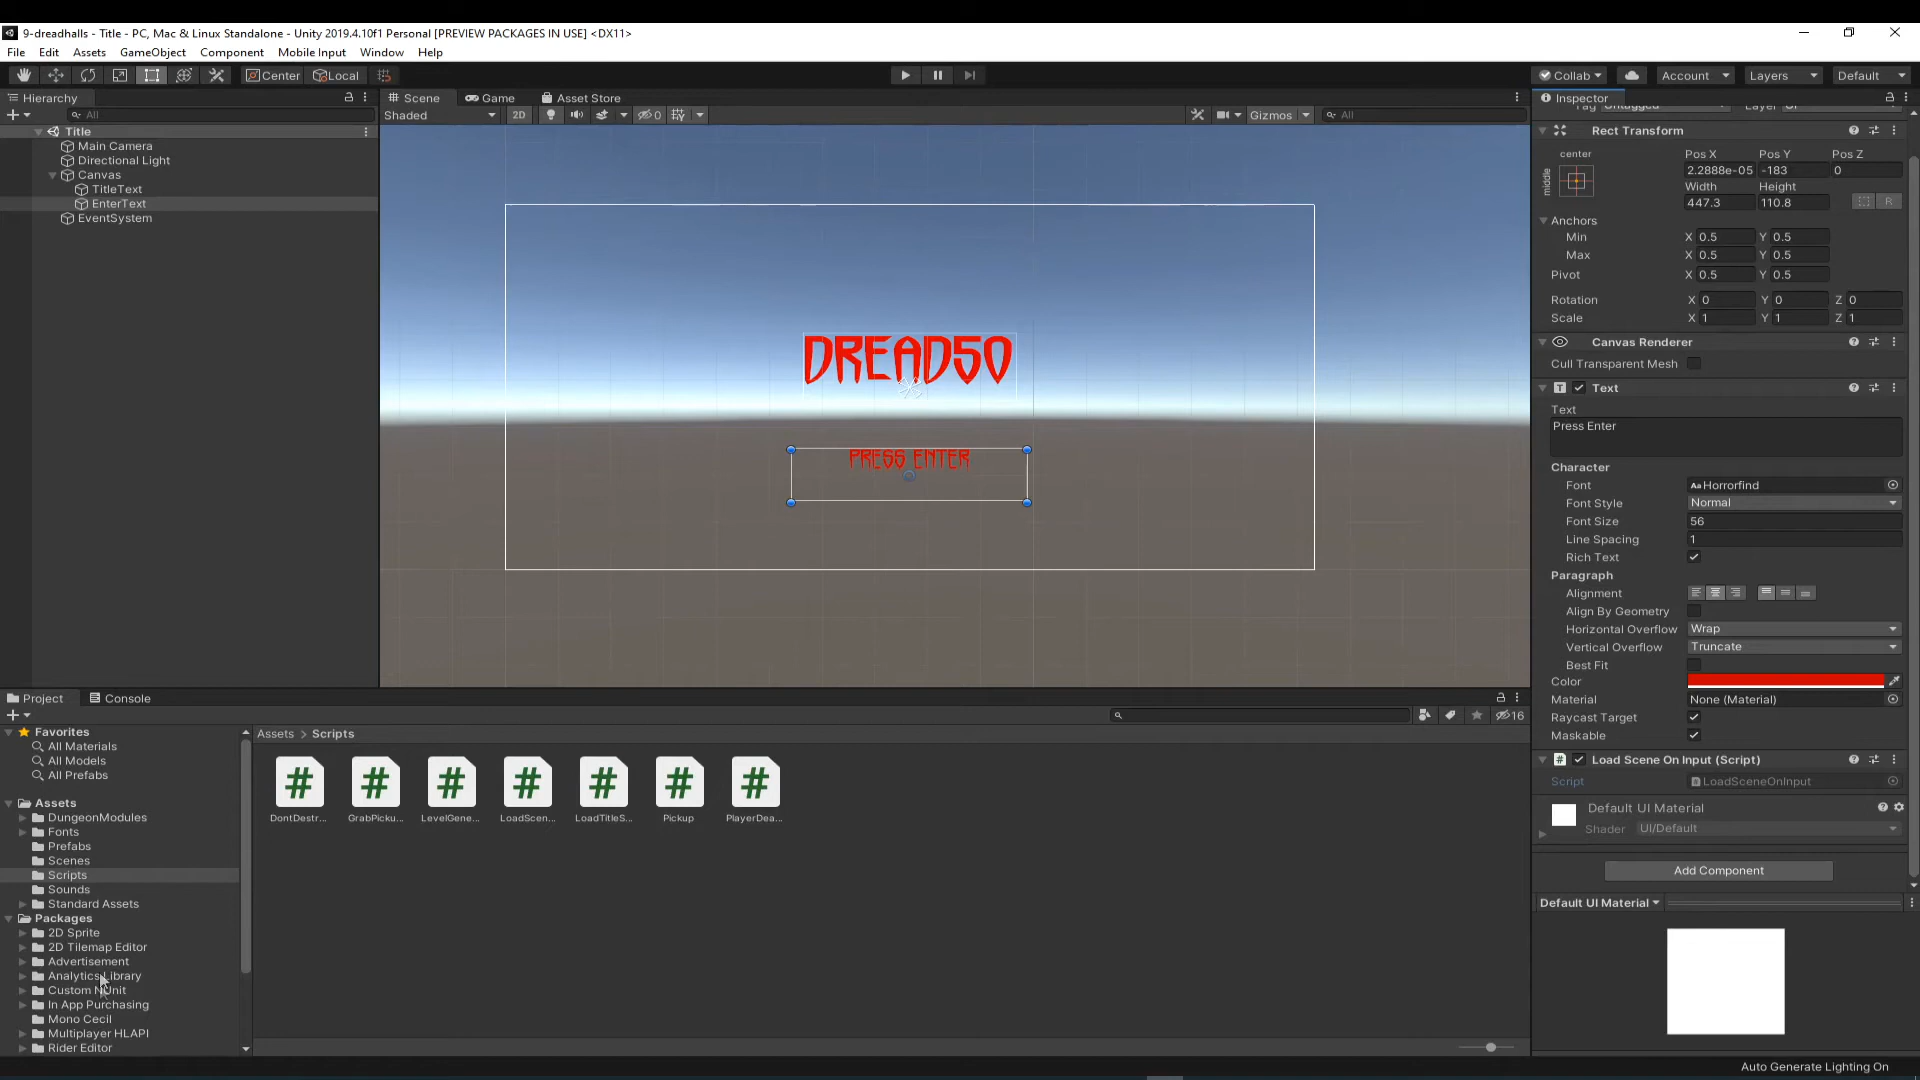 9-dreadhalls - Title - PC, Mac & Linux Standalone - Unity 2019.4.10f1 Personal [PREVIEW PACKAGES IN USE] <DX11>
File Edit Assets GameObject Component Mobile Input Window Help
Center Local Collab Account Layers Default
Hierarchy
All
Title
Main Camera
Directional Light
Canvas
TitleText
EnterText
EventSystem
Scene Game Asset Store
Shaded 2D 0 Gizmos All
DREAD50
PRESS ENTER
Inspector
Rect Transform
center
middle
Pos X Pos Y Pos Z
2.2888e-05 -183 0
Width Height
447.3 110.8
R
Anchors
Min X 0.5 Y 0.5
Max X 0.5 Y 0.5
Pivot X 0.5 Y 0.5
Rotation X 0 Y 0 Z 0
Scale X 1 Y 1 Z 1
Canvas Renderer
Cull Transparent Mesh
Text
Text
Press Enter
Character
Font Aa Horrorfind
Font Style Normal
Font Size 56
Line Spacing 1
Rich Text
Paragraph
Alignment
Align By Geometry
Horizontal Overflow Wrap
Vertical Overflow Truncate
Best Fit
Color
Material None (Material)
Raycast Target
Maskable
Load Scene On Input (Script)
Script LoadSceneOnInput
Default UI Material
Shader UI/Default
Add Component
Default UI Material
Project Console
16
Favorites
All Materials
All Models
All Prefabs
Assets
DungeonModules
Fonts
Prefabs
Scenes
Scripts
Sounds
Standard Assets
Packages
2D Sprite
2D Tilemap Editor
Advertisement
Analytics Library
Custom NUnit
In App Purchasing
Mono Cecil
Multiplayer HLAPI
Rider Editor
Assets > Scripts
DontDestr... GrabPicku... LevelGene... LoadScen... LoadTitleS... Pickup PlayerDea...
Auto Generate Lighting On